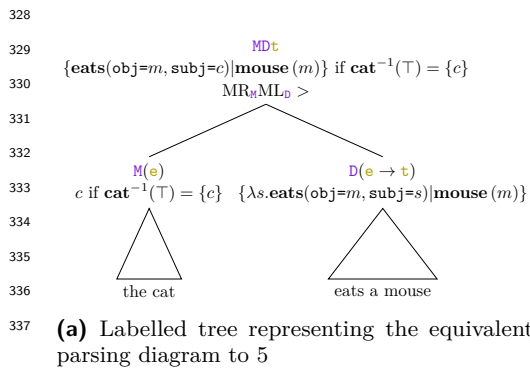 328
329 MDt
{eats(obj=m, subj=c)|mouse (m)} if cat⁻¹(⊤) = {c}
330 MR_M ML_D >
331
332 M(e) D(e → t)
333 c if cat⁻¹(⊤) = {c} {λs.eats(obj=m, subj=s)|mouse (m)}
334
335
336 the cat eats a mouse
337 (a) Labelled tree representing the equivalent
parsing diagram to 5